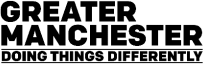 GREATER
MANCHESTER
DOING THINGS DIFFERENTLY